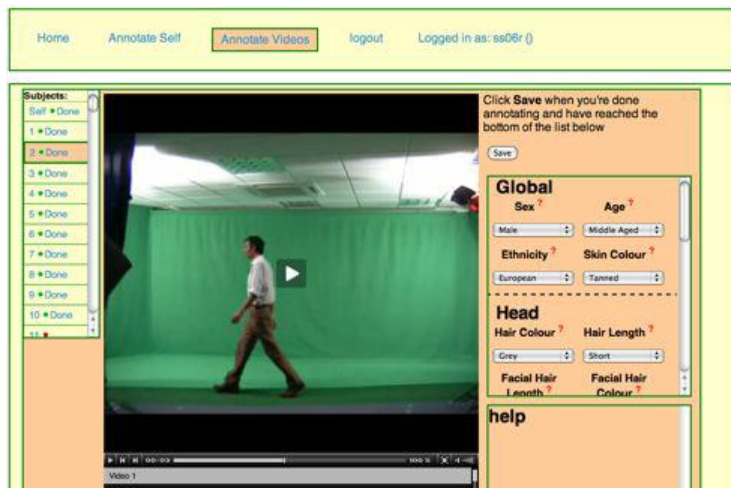 Home Annotate Self Annotate Videos logout Logged in as: ss06r ()
Subjects:
Self • Done
1 • Done
2 • Done
3 • Done
4 • Done
5 • Done
6 • Done
7 • Done
8 • Done
9 • Done
10 • Done
11 •
Click Save when you're done
annotating and have reached the
bottom of the list below
Save
Global
Sex ? Age ?
Male Middle Aged
Ethnicity ? Skin Colour ?
European Tanned
Head
Hair Colour ? Hair Length ?
Grey Short
Facial Hair Facial Hair
Length ? Colour ?
help
00:03 100 %
Video 1